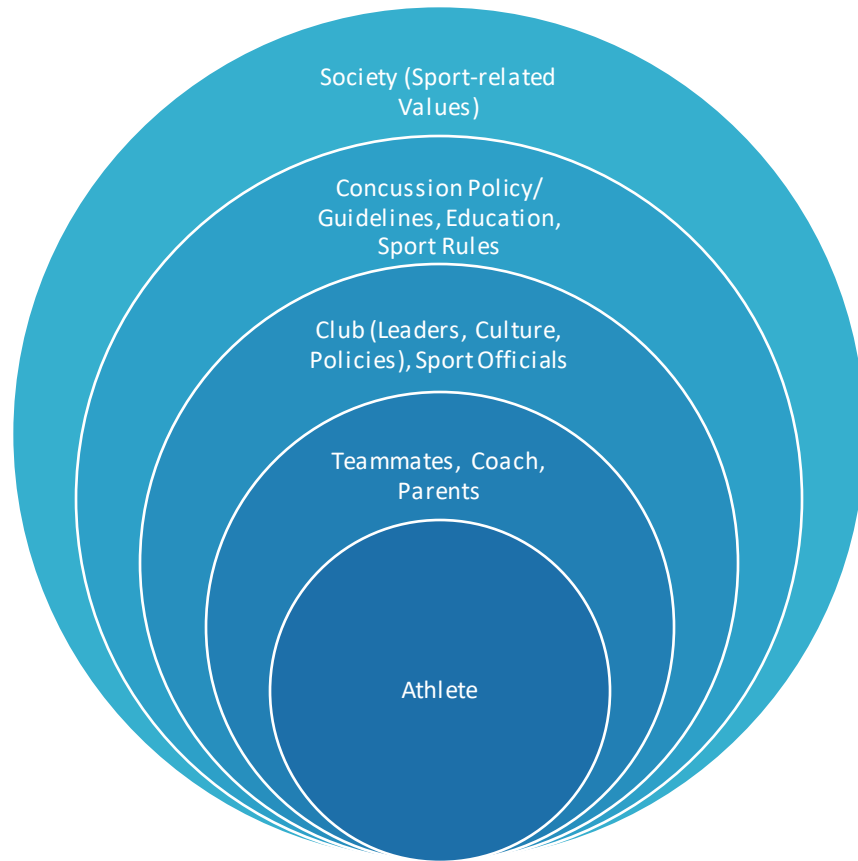 Society (Sport-related
Values)
Concussion Policy/
Guidelines, Education,
Sport Rules
Club (Leaders, Culture,
Policies), Sport Officials
Teammates, Coach,
Parents
Athlete